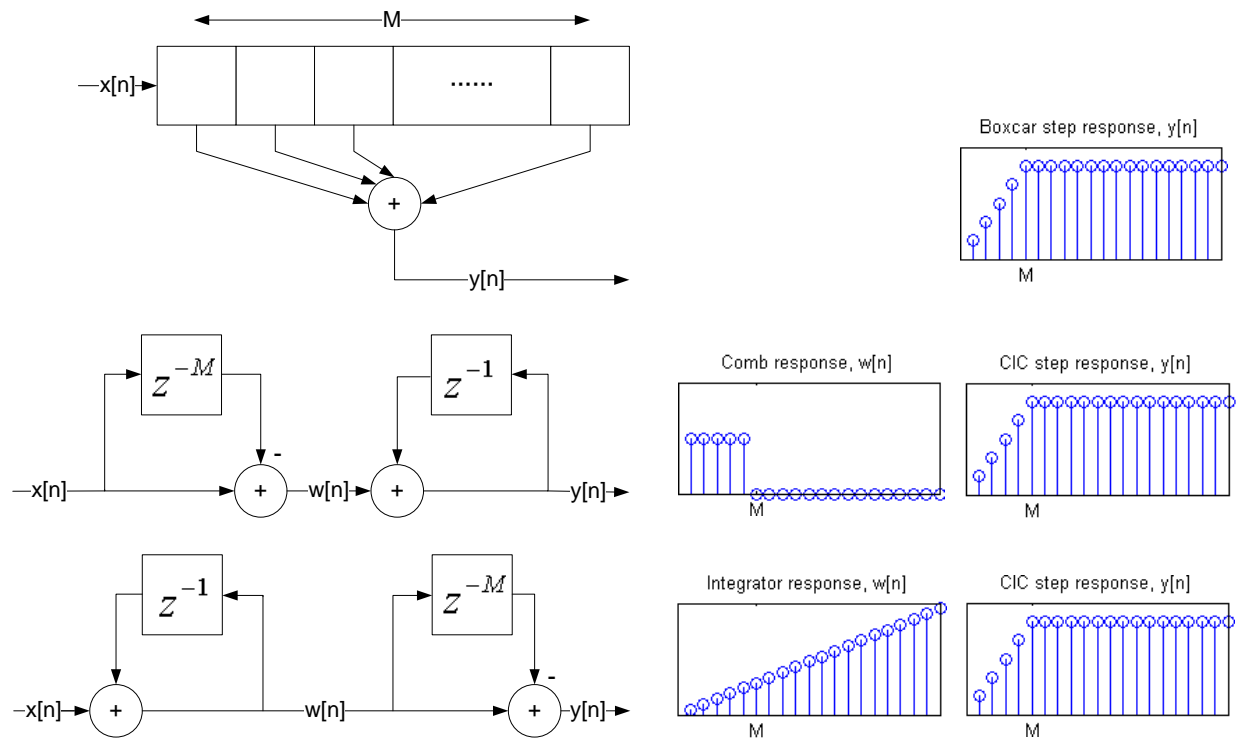 M
x[n]
......
+
y[n]
Boxcar step response, y[n]
M
z^{-M}
z^{-1}
-
x[n]
+
w[n]
+
y[n]
Comb response, w[n]
M
CIC step response, y[n]
M
z^{-1}
z^{-M}
-
x[n]
+
w[n]
+
y[n]
Integrator response, w[n]
M
CIC step response, y[n]
M